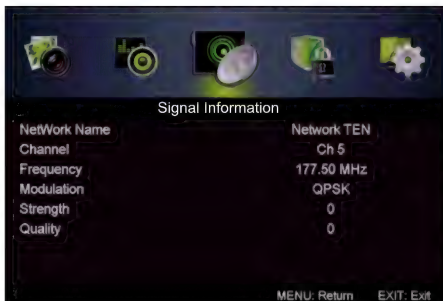 Signal Information
NetWork Name Network TEN
Channel Ch 5
Frequency 177.50 MHz
Modulation QPSK
Strength 0
Quality 0
MENU: Return EXIT: Exit